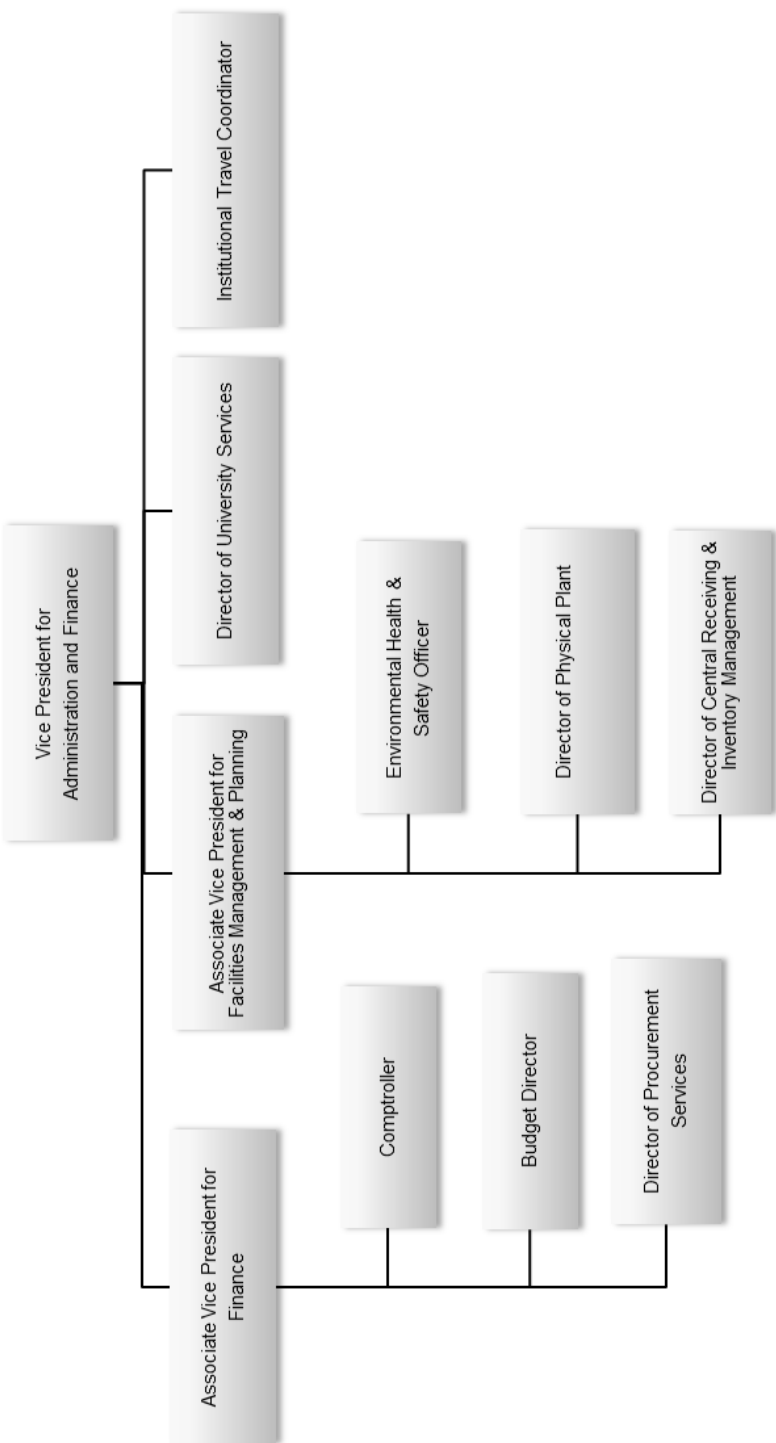 Vice President for
Administration and Finance
Associate Vice President for
Finance
Associate Vice President for
Facilities Management & Planning
Director of University Services
Institutional Travel Coordinator
Comptroller
Budget Director
Director of Procurement
Services
Environmental Health &
Safety Officer
Director of Physical Plant
Director of Central Receiving &
Inventory Management